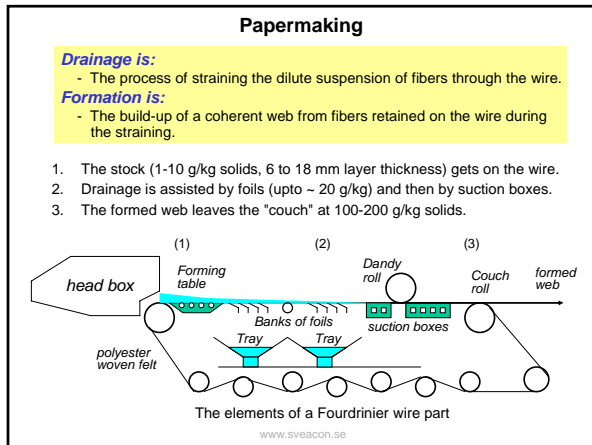 Papermaking
Drainage is:
- The process of straining the dilute suspension of fibers through the wire.
Formation is:
- The build-up of a coherent web from fibers retained on the wire during
the straining.
1. The stock (1-10 g/kg solids, 6 to 18 mm layer thickness) gets on the wire.
2. Drainage is assisted by foils (upto ~ 20 g/kg) and then by suction boxes.
3. The formed web leaves the "couch" at 100-200 g/kg solids.
(1) (2) (3)
head box
Forming
table
Dandy
roll
Couch
roll
formed
web
Banks of foils
suction boxes
Tray Tray
polyester
woven felt
The elements of a Fourdrinier wire part
www.sveacon.se